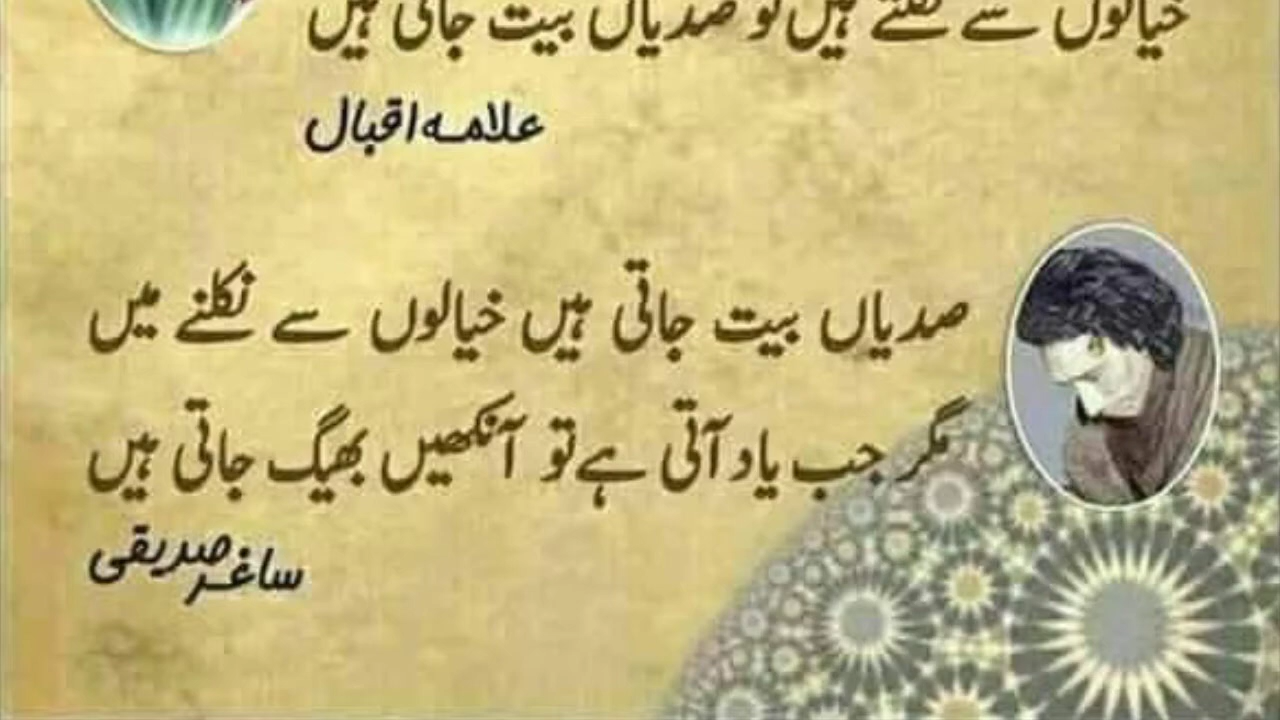 خیالوں سے نکلتے ہیں تو صدیاں بیت جاتی ہیں
علامہ اقبال
صدیاں بیت جاتی ہیں خیالوں سے نکلنے میں
مگر جب یاد آتی ہے تو آنکھیں بھیگ جاتی ہیں
ساغر صدیقی